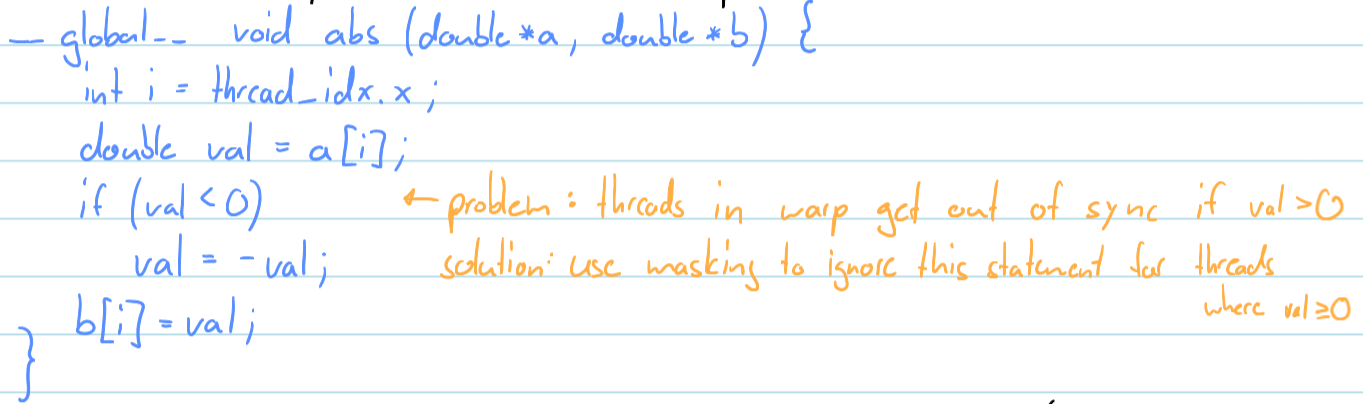 __global__ void abs (double *a, double *b) {
int i = thread_idx.x;
double val = a[i];
if (val < 0) ← problem: threads in warp get out of sync if val > 0
val = -val; solution: use masking to ignore this statement for threads
where val ≥ 0
b[i] = val;
}